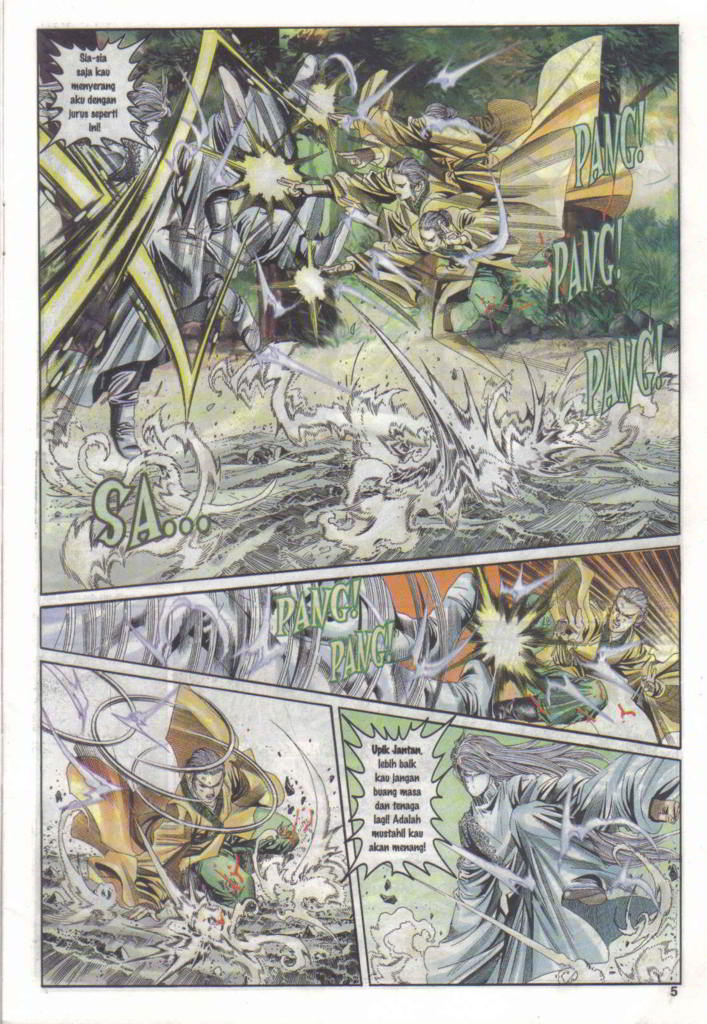 Sia-sia
saja kau
menyerang
aku dengan
jurus seperti
ini!
PANG!
PANG!
PANG!
SA...
PANG!
PANG!
Upik Jantan,
lebih baik
kau jangan
buang masa
dan tenaga
lagi! Adalah
mustahil kau
akan menang!
5